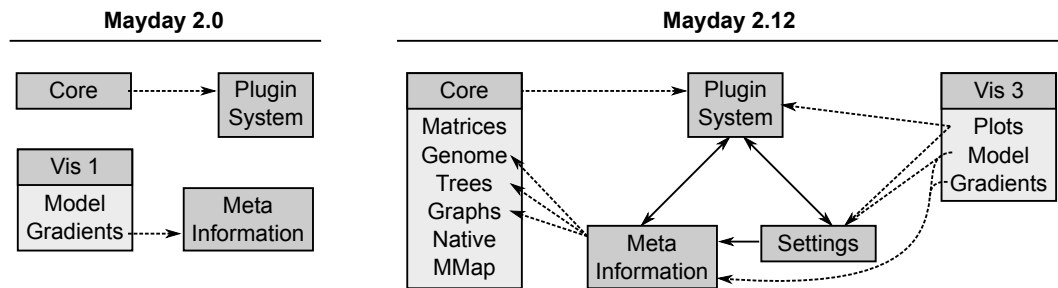 Mayday 2.0
Core
Plugin
System
Vis 1
Model
Gradients
Meta
Information
Mayday 2.12
Core
Matrices
Genome
Trees
Graphs
Native
MMap
Plugin
System
Meta
Information
Settings
Vis 3
Plots
Model
Gradients